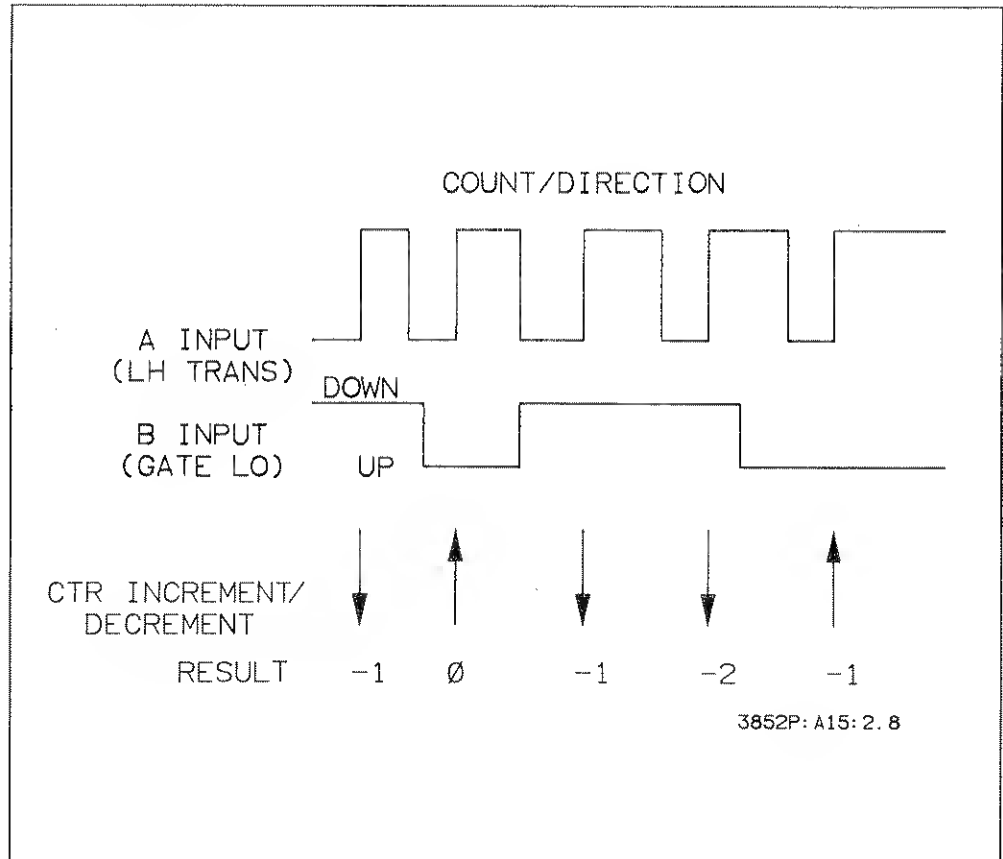 COUNT/DIRECTION
A INPUT
(LH TRANS)
DOWN
B INPUT
(GATE LO)
UP
CTR INCREMENT/
DECREMENT
RESULT -1 Ø -1 -2 -1
3852P:A15:2.8